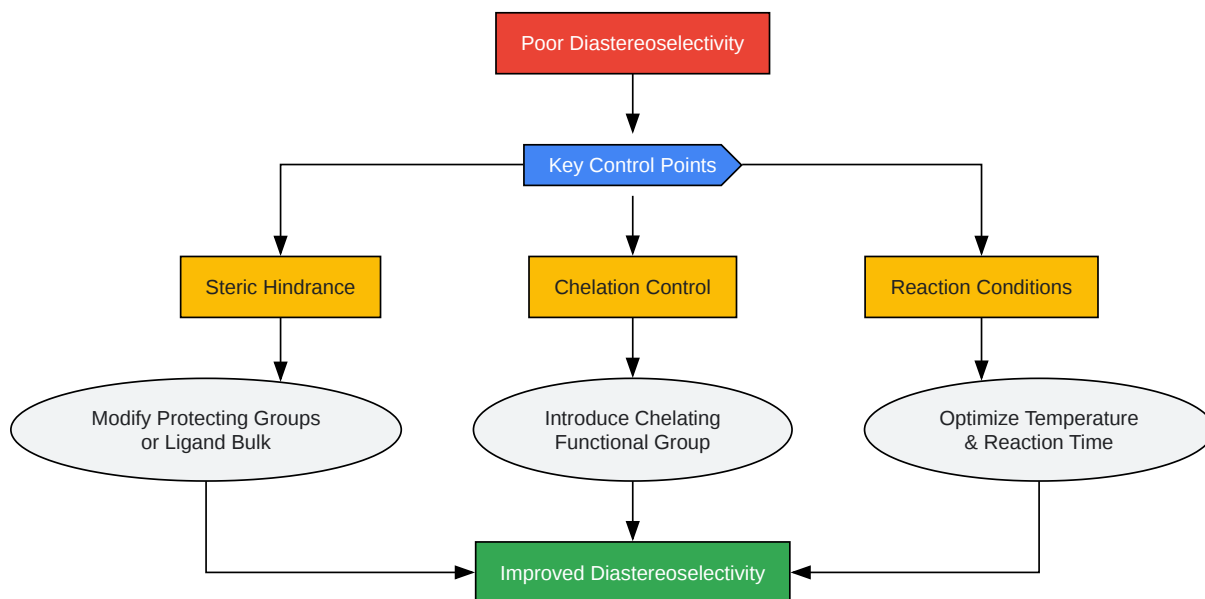 Poor Diastereoselectivity
Key Control Points
Steric Hindrance
Chelation Control
Reaction Conditions
Modify Protecting Groups
or Ligand Bulk
Introduce Chelating
Functional Group
Optimize Temperature
& Reaction Time
Improved Diastereoselectivity